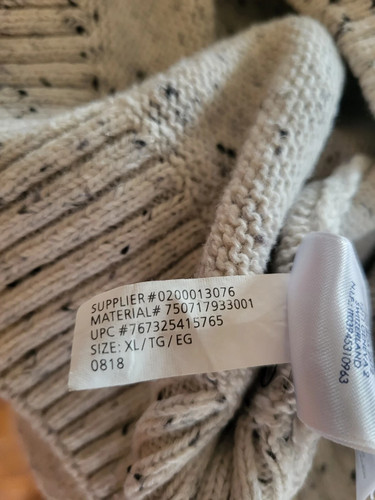 SUPPLIER #0200013076
MATERIAL# 750717933001
UPC #767325415765
SIZE: XL/TG/EG
0818